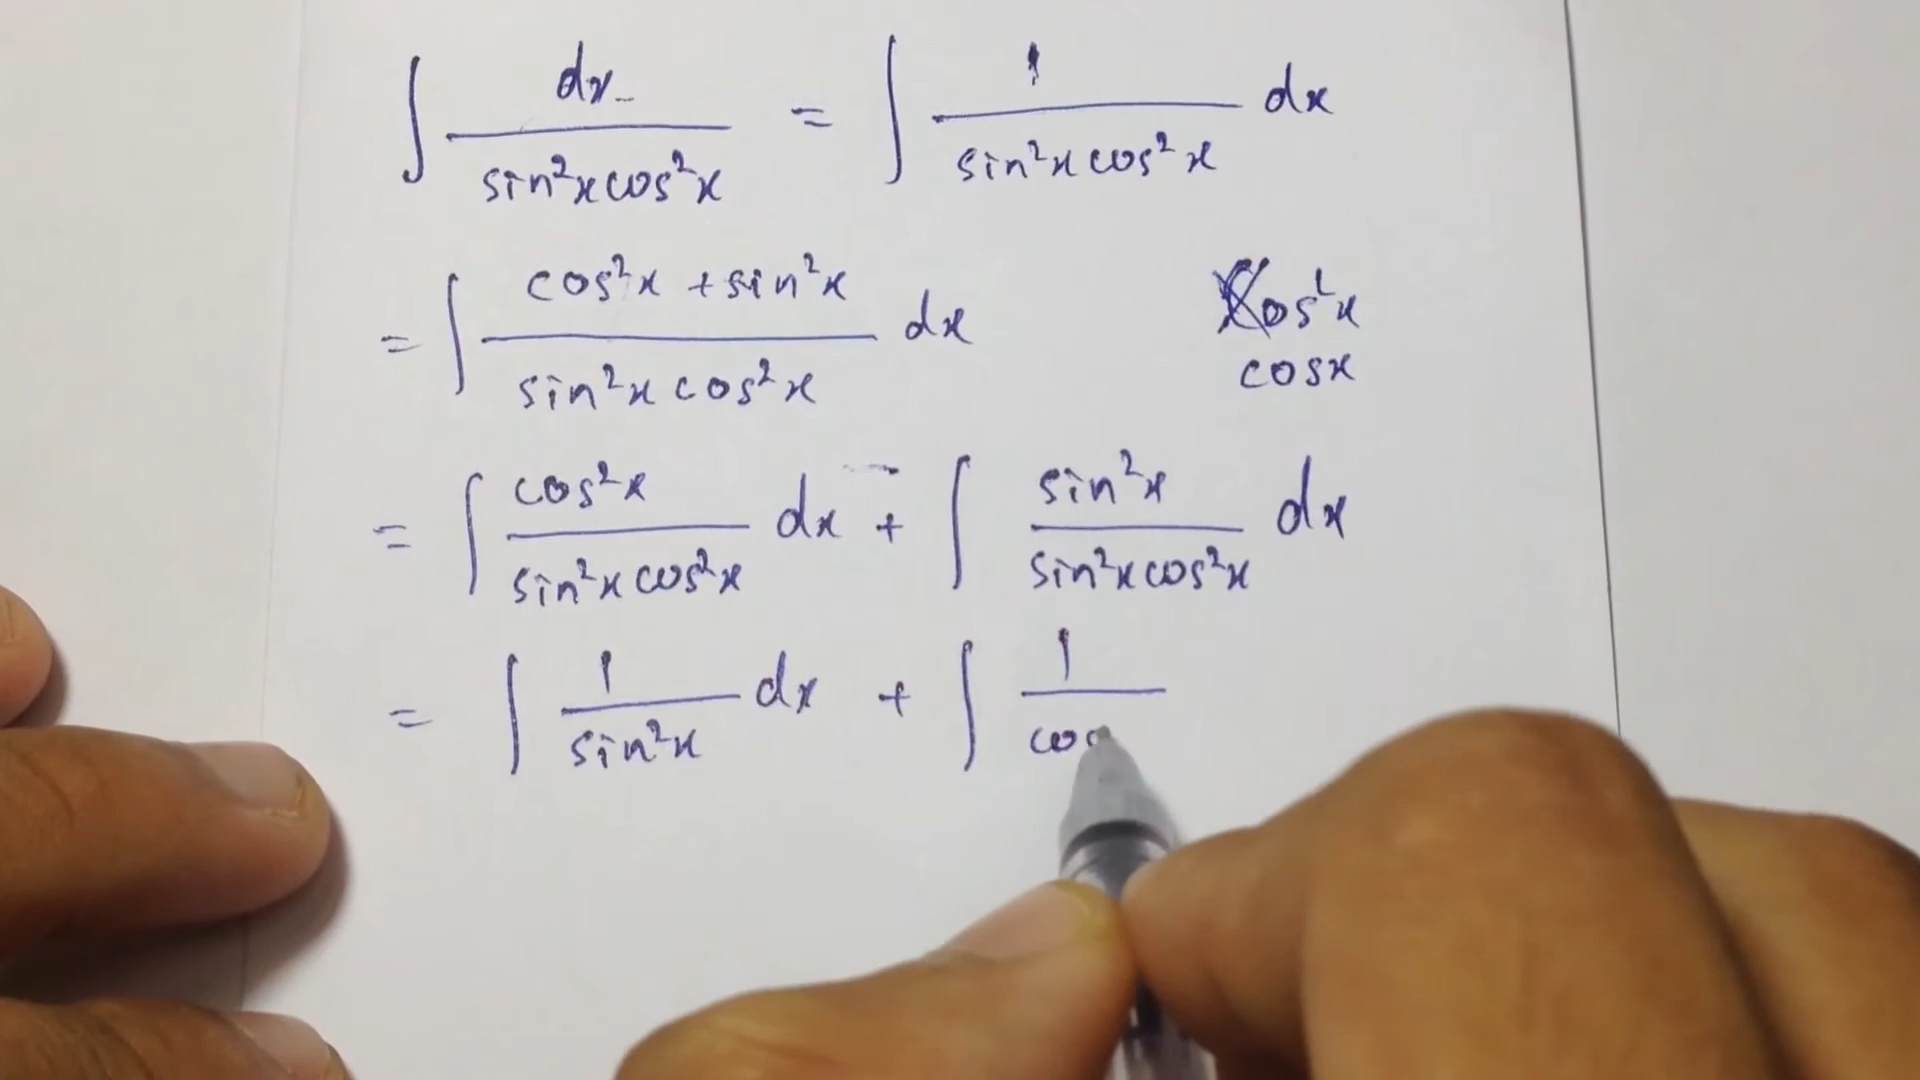 ∫ dx / sin²x cos²x = ∫ 1 / sin²x cos²x dx
= ∫ cos²x + sin²x / sin²x cos²x dx
cos²x
cosx
= ∫ cos²x / sin²x cos²x dx + ∫ sin²x / sin²x cos²x dx
= ∫ 1 / sin²x dx + ∫ 1 / cos